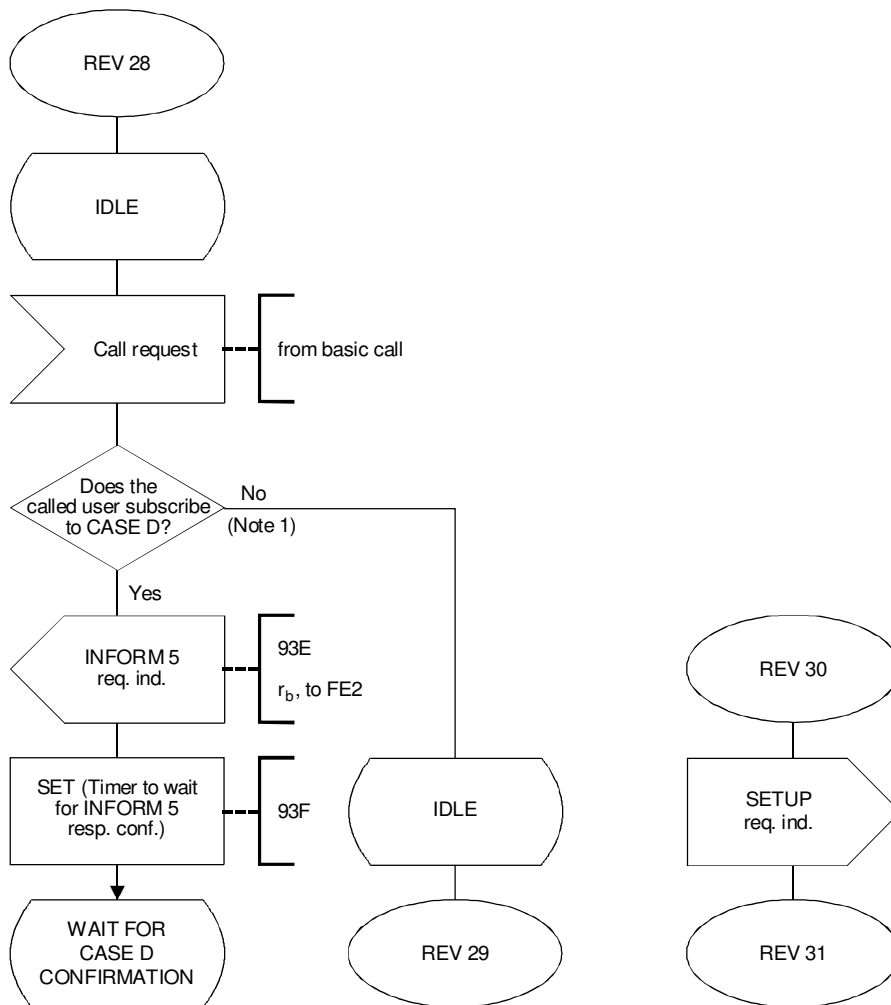 REV 28
IDLE
Call request
from basic call
Does the
called user subscribe
to CASE D?
No
(Note 1)
Yes
INFORM 5
req. ind.
93E
rb, to FE2
SET (Timer to wait
for INFORM 5
resp. conf.)
93F
WAIT FOR
CASE D
CONFIRMATION
IDLE
REV 29
REV 30
SETUP
req. ind.
REV 31